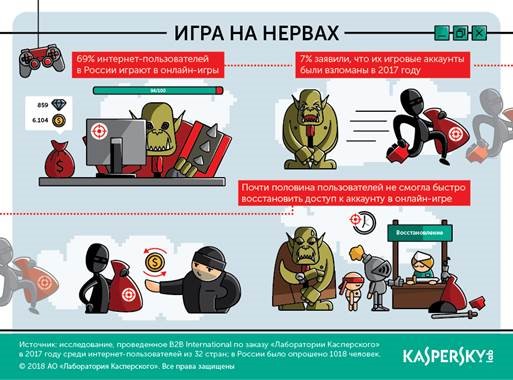 ИГРА НА НЕРВАХ
69% интернет-пользователей
в России играют в онлайн-игры
7% заявили, что их игровые аккаунты
были взломаны в 2017 году
94/100
859
6.104
Почти половина пользователей не смогла быстро
восстановить доступ к аккаунту в онлайн-игре
Восстановление
Источник: исследование, проведенное B2B International по заказу «Лаборатории Касперского»
в 2017 году среди интернет-пользователей из 32 стран; в России было опрошено 1018 человек.
© 2018 АО «Лаборатория Касперского». Все права защищены
KASPERSKY lab